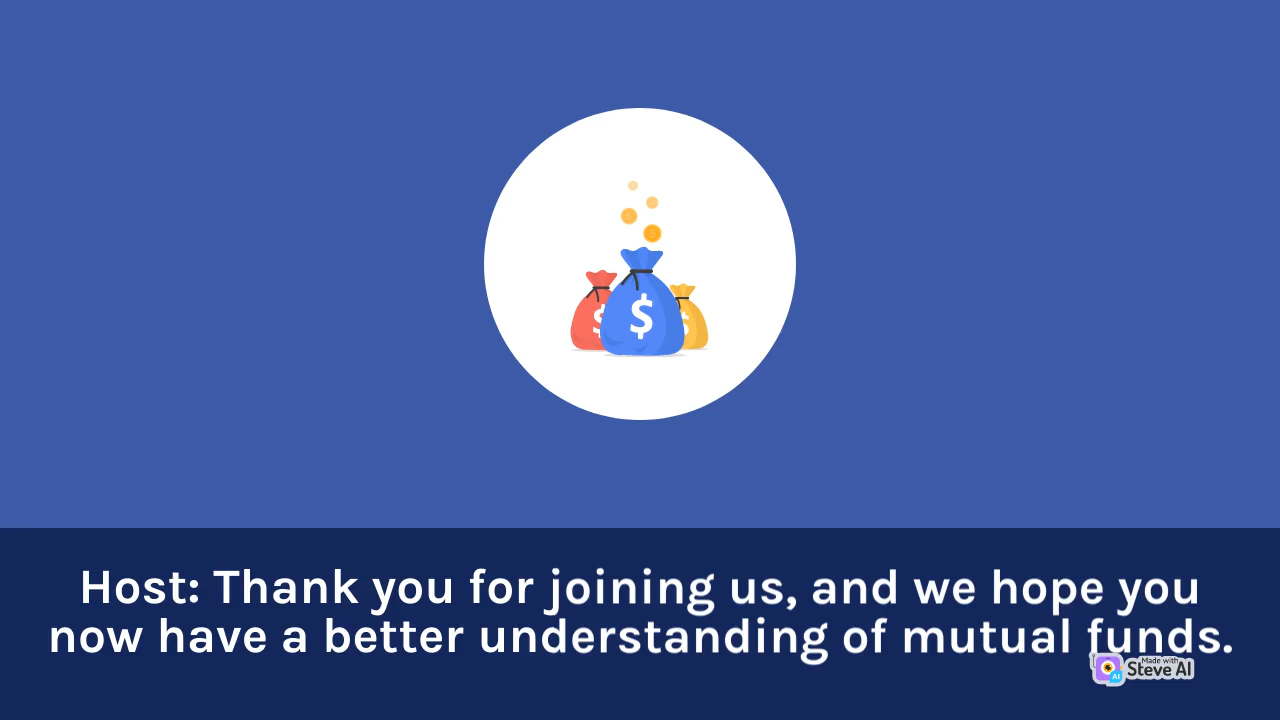 $ $ $
Host: Thank you for joining us, and we hope you
now have a better understanding of mutual funds.
Made with
Steve AI
AI